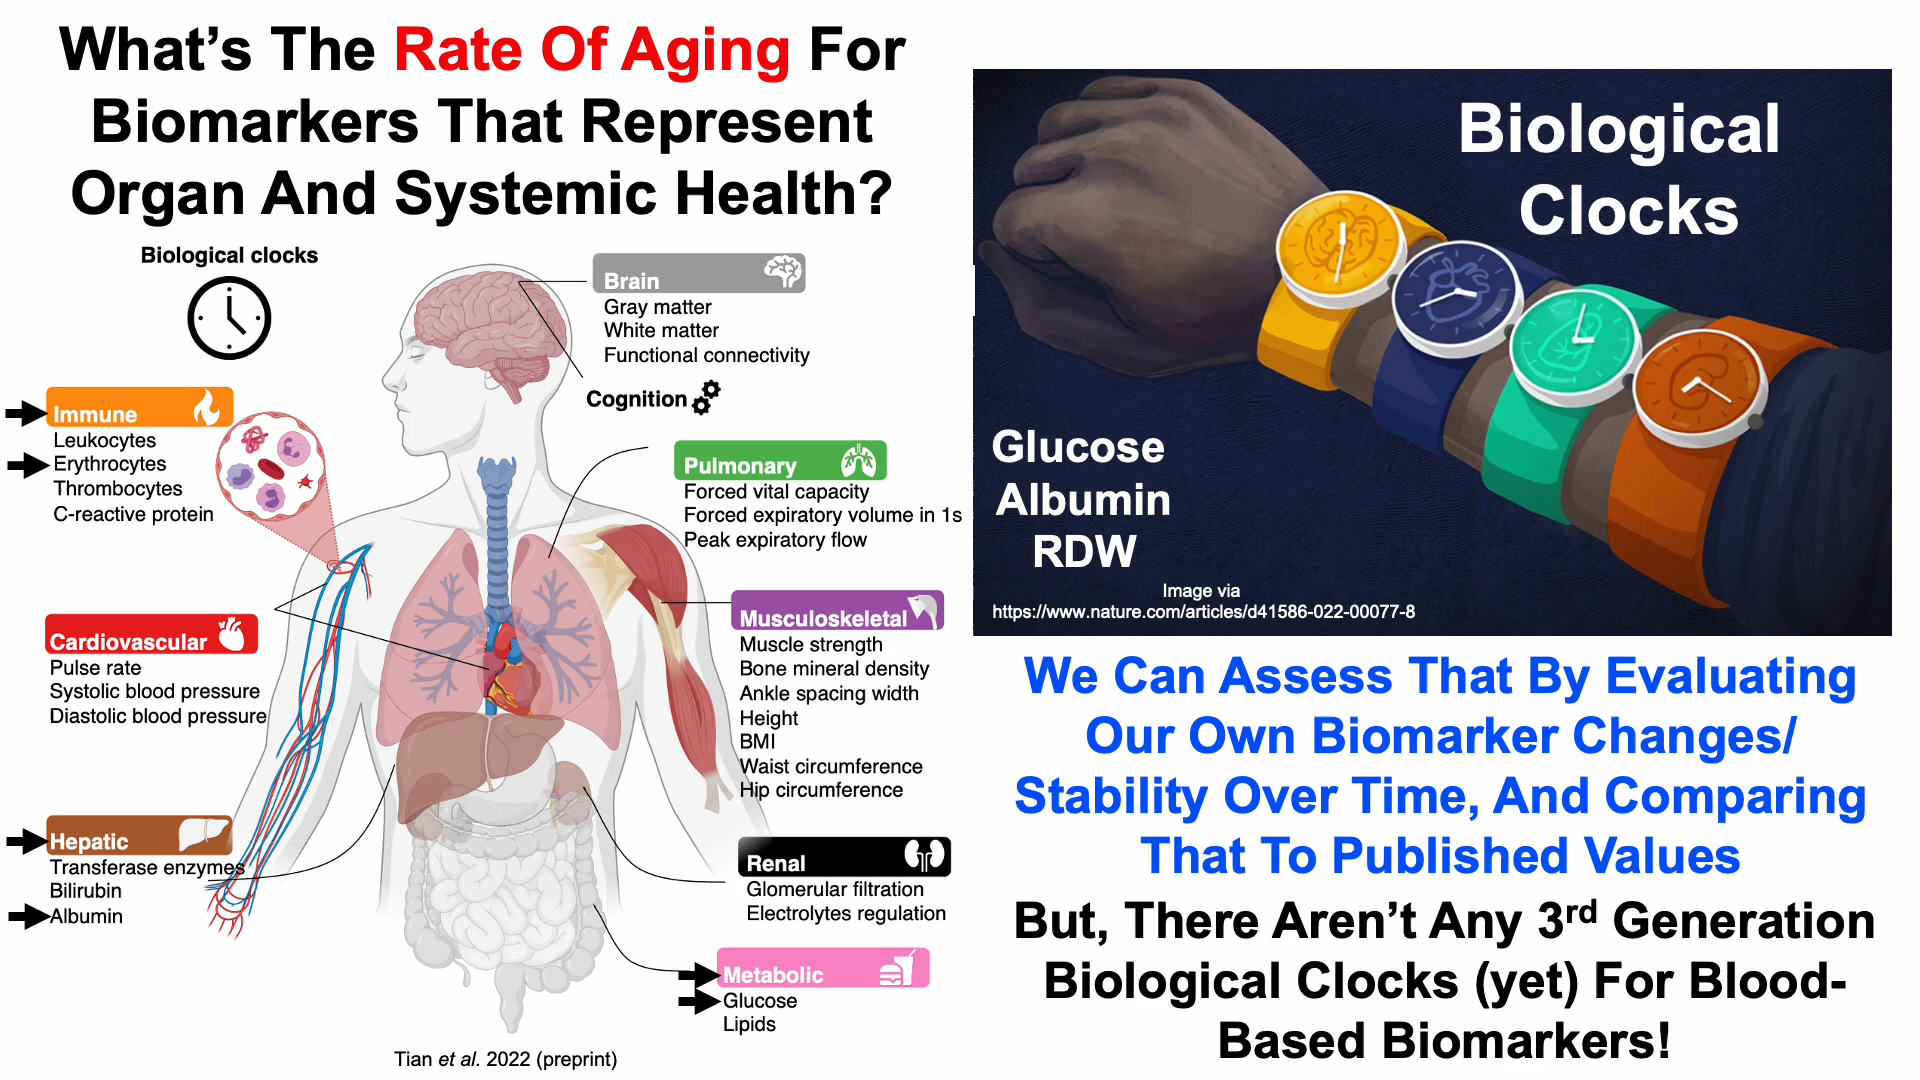 What’s The Rate Of Aging For
Biomarkers That Represent
Organ And Systemic Health?
Biological clocks
Brain
Gray matter
White matter
Functional connectivity
Cognition
Immune
Leukocytes
Erythrocytes
Thrombocytes
C-reactive protein
Pulmonary
Forced vital capacity
Forced expiratory volume in 1s
Peak expiratory flow
Cardiovascular
Pulse rate
Systolic blood pressure
Diastolic blood pressure
Musculoskeletal
Muscle strength
Bone mineral density
Ankle spacing width
Height
BMI
Waist circumference
Hip circumference
Hepatic
Transferase enzymes
Bilirubin
Albumin
Renal
Glomerular filtration
Electrolytes regulation
Metabolic
Glucose
Lipids
Tian et al. 2022 (preprint)
Biological
Clocks
Glucose
Albumin
RDW
Image via
https://www.nature.com/articles/d41586-022-00077-8
We Can Assess That By Evaluating
Our Own Biomarker Changes/
Stability Over Time, And Comparing
That To Published Values
But, There Aren’t Any 3rd Generation
Biological Clocks (yet) For Blood-
Based Biomarkers!